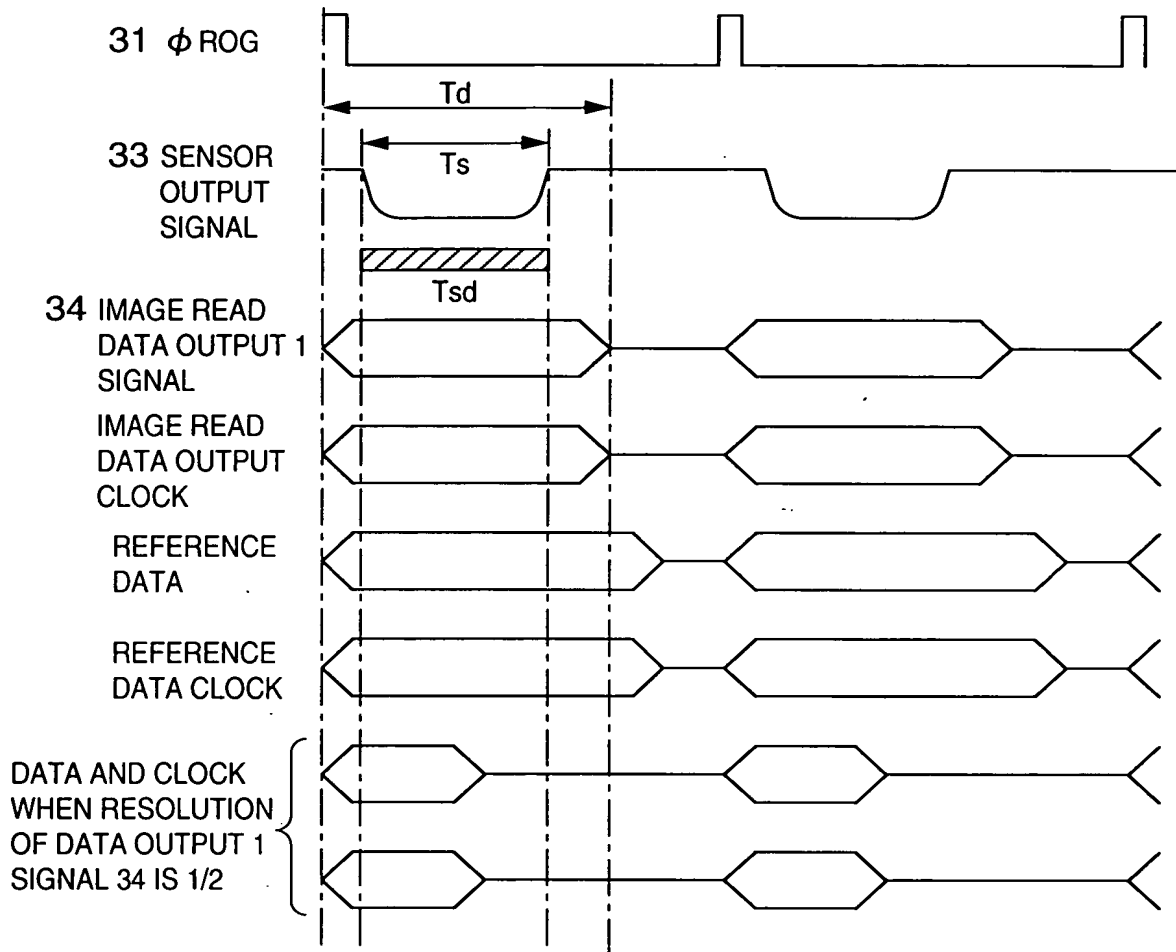 31 ϕ ROG
Td
33 SENSOR
OUTPUT
SIGNAL
Ts
Tsd
34 IMAGE READ
DATA OUTPUT 1
SIGNAL
IMAGE READ
DATA OUTPUT
CLOCK
REFERENCE
DATA
REFERENCE
DATA CLOCK
DATA AND CLOCK
WHEN RESOLUTION
OF DATA OUTPUT 1
SIGNAL 34 IS 1/2